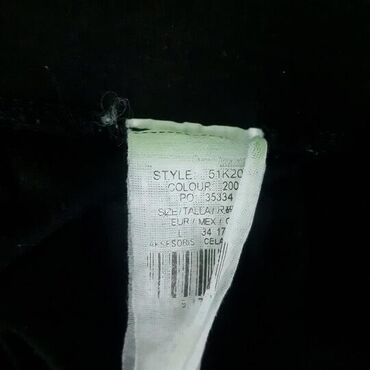 STYLE: 51K20
COLOUR: 200
PO: 35334
SIZE/TALLA/
EUR / MEX /
L 34 17
AKSESORIS CELA